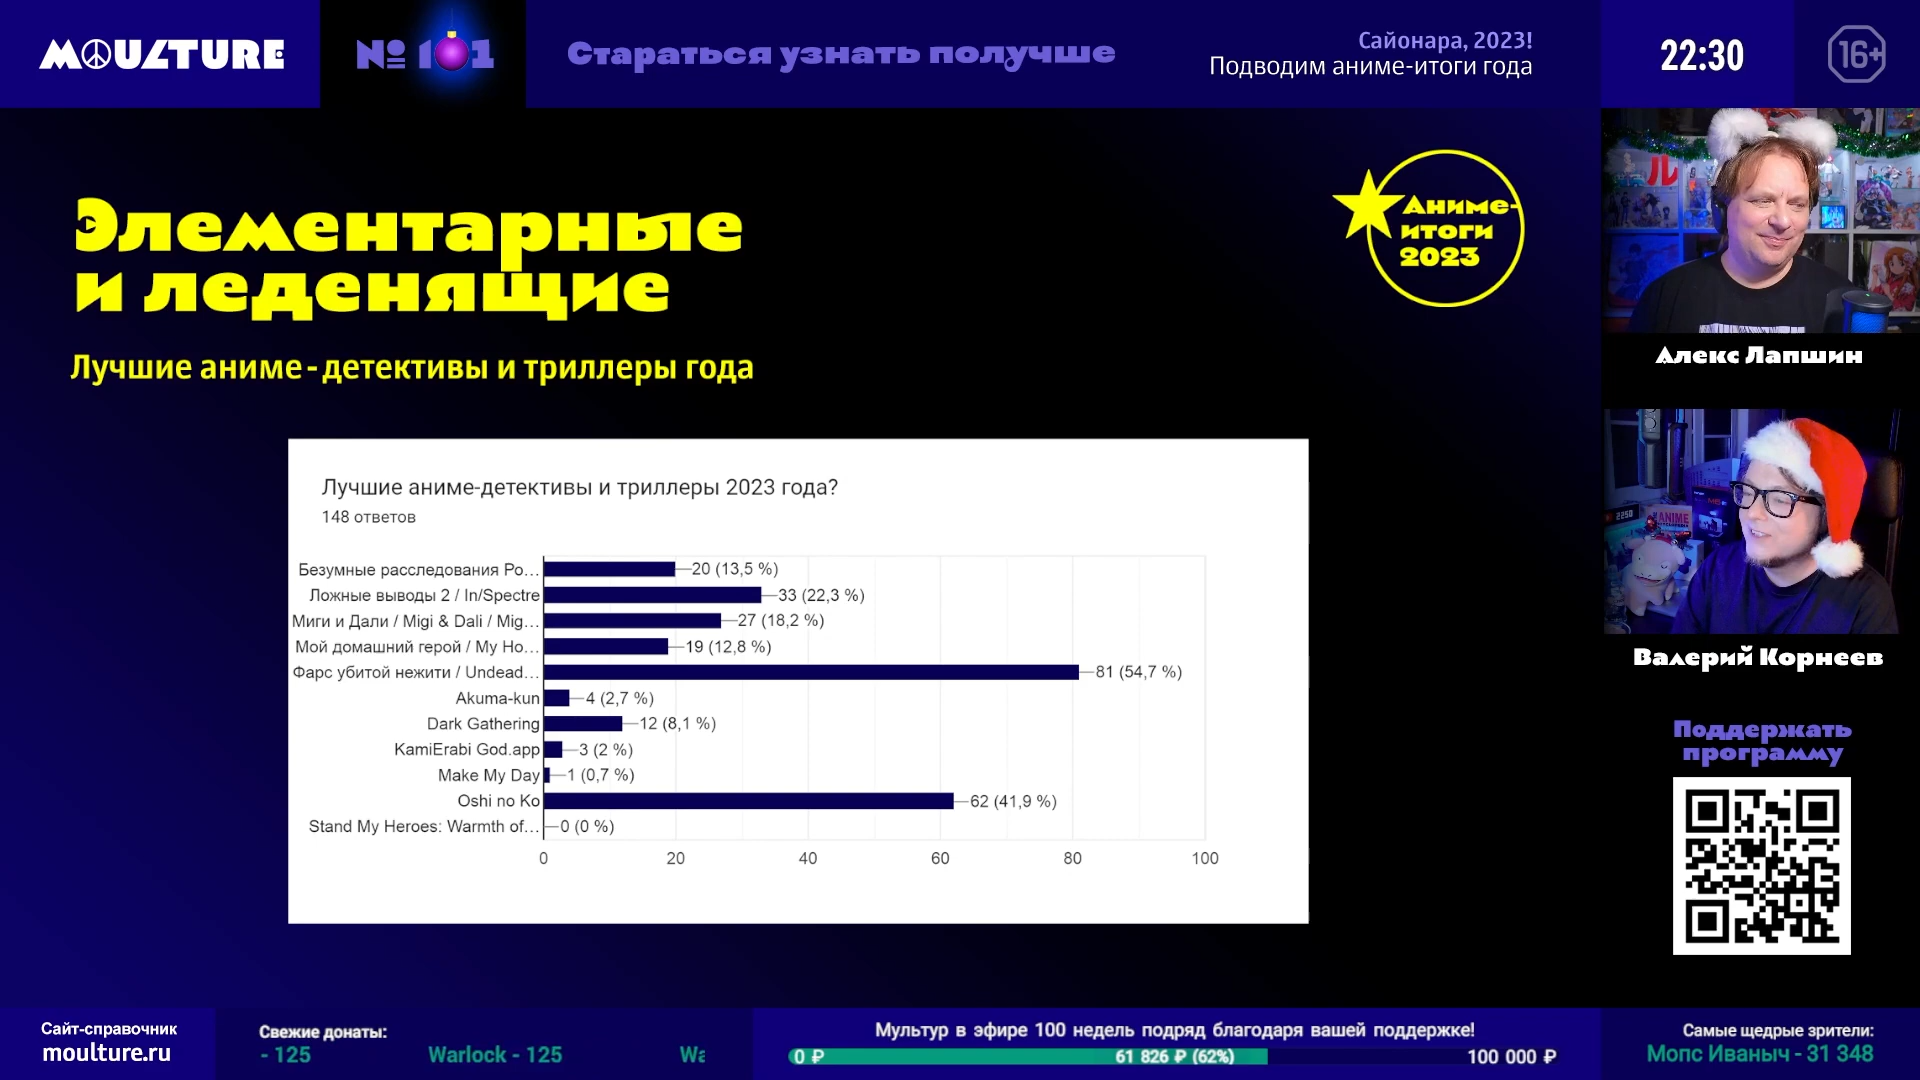 MOULTURE
№ 101
Стараться узнать получше
Сайонара, 2023!
Подводим аниме-итоги года
22:30
16+
Элементарные
и леденящие
Лучшие аниме-детективы и триллеры года
Аниме-
итоги
2023
Лучшие аниме-детективы и триллеры 2023 года?
148 ответов
Безумные расследования Ро… 20 (13,5 %)
Ложные выводы 2 / In/Spectre 33 (22,3 %)
Миги и Дали / Migi & Dali / Mig… 27 (18,2 %)
Мой домашний герой / My Ho… 19 (12,8 %)
Фарс убитой нежити / Undead… 81 (54,7 %)
Akuma-kun 4 (2,7 %)
Dark Gathering 12 (8,1 %)
KamiErabi God.app 3 (2 %)
Make My Day 1 (0,7 %)
Oshi no Ko 62 (41,9 %)
Stand My Heroes: Warmth of… 0 (0 %)
0 20 40 60 80 100
Алекс Лапшин
ANIME
Валерий Корнеев
Поддержать
программу
Сайт-справочник
moulture.ru
Свежие донаты:
- 125 Warlock - 125 Wa
Мультур в эфире 100 недель подряд благодаря вашей поддержке!
0 ₽ 61 826 ₽ (62%) 100 000 ₽
Самые щедрые зрители:
Мопс Иваныч - 31 348